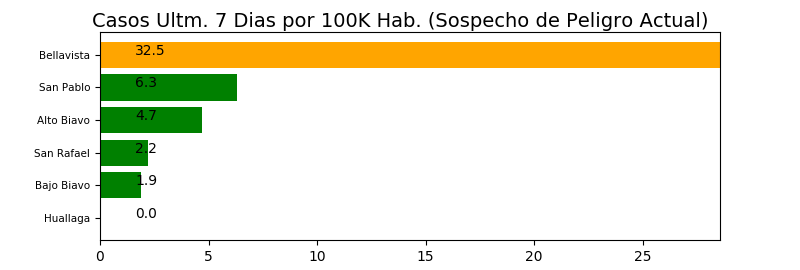 Casos Ultm. 7 Dias por 100K Hab. (Sospecho de Peligro Actual)
Bellavista 32.5
San Pablo 6.3
Alto Biavo 4.7
San Rafael 2.2
Bajo Biavo 1.9
Huallaga 0.0
0 5 10 15 20 25